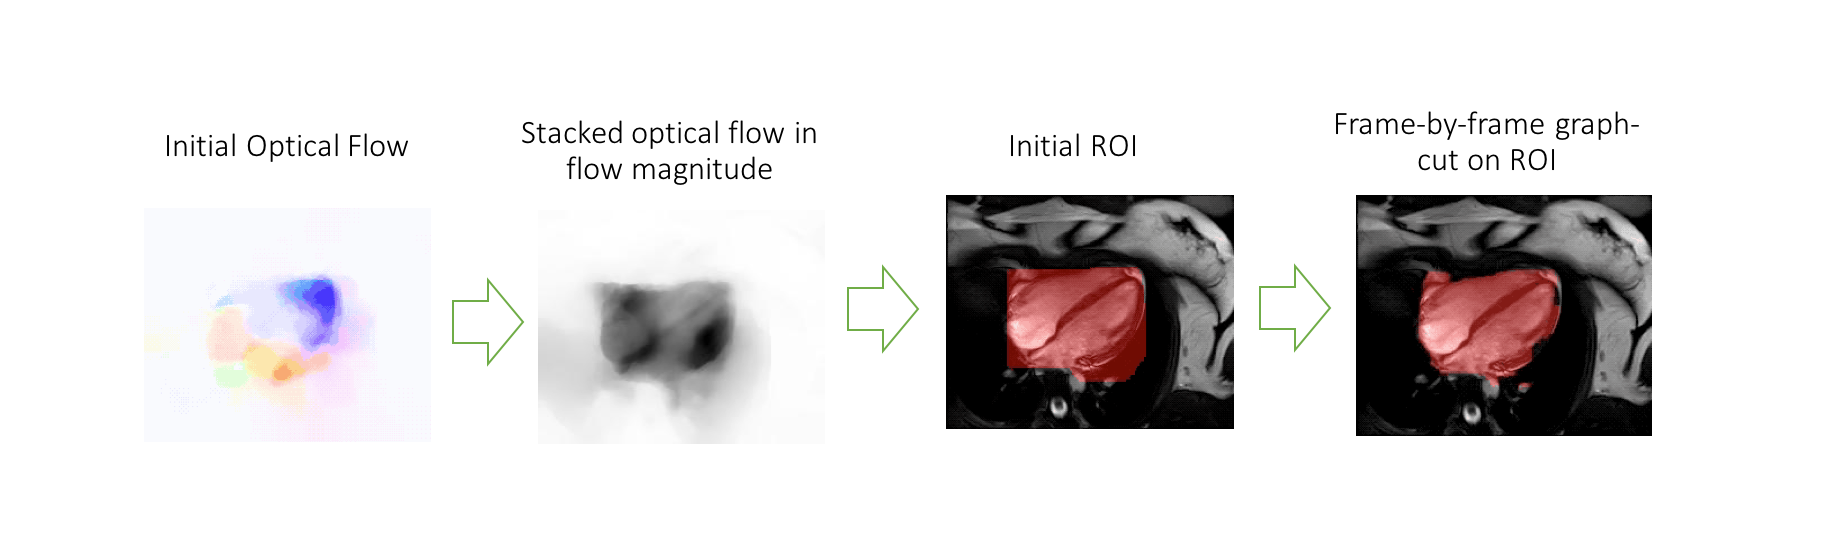 Initial Optical Flow
Stacked optical flow in
flow magnitude
Initial ROI
Frame-by-frame graph-
cut on ROI